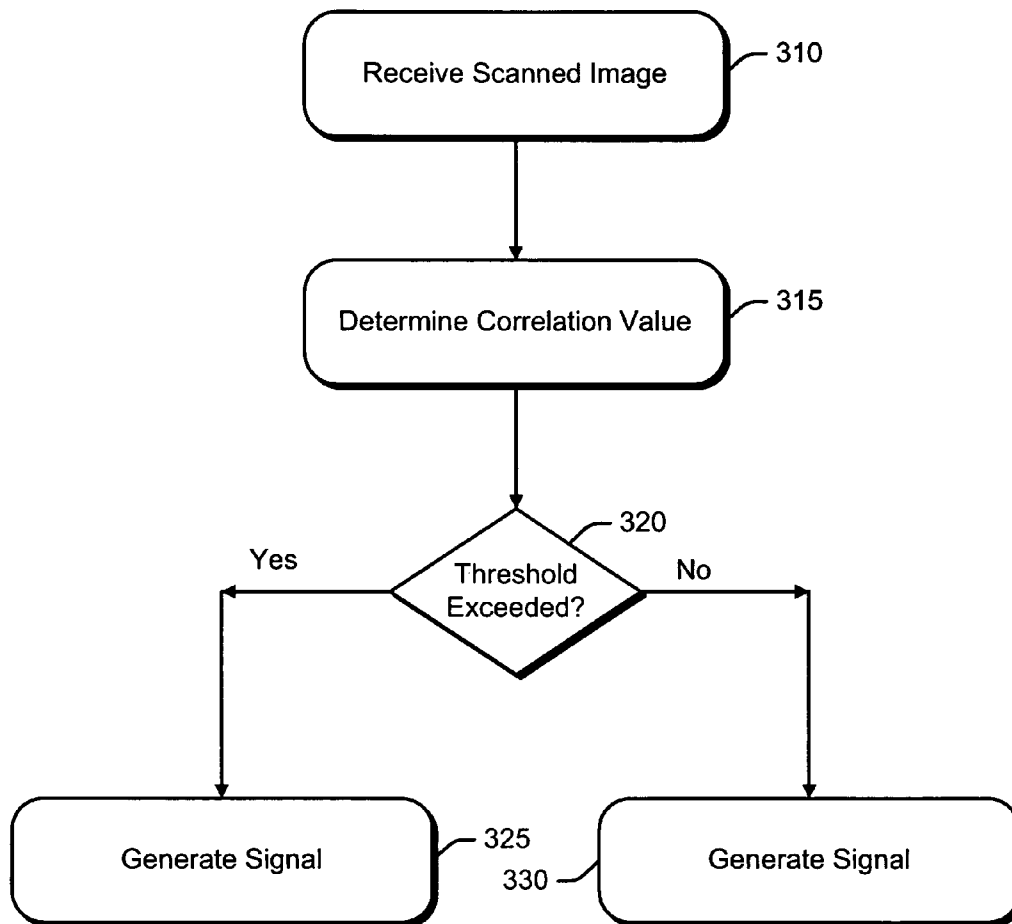 Receive Scanned Image
310
Determine Correlation Value
315
320
Yes
Threshold
Exceeded?
No
Generate Signal
325
330
Generate Signal